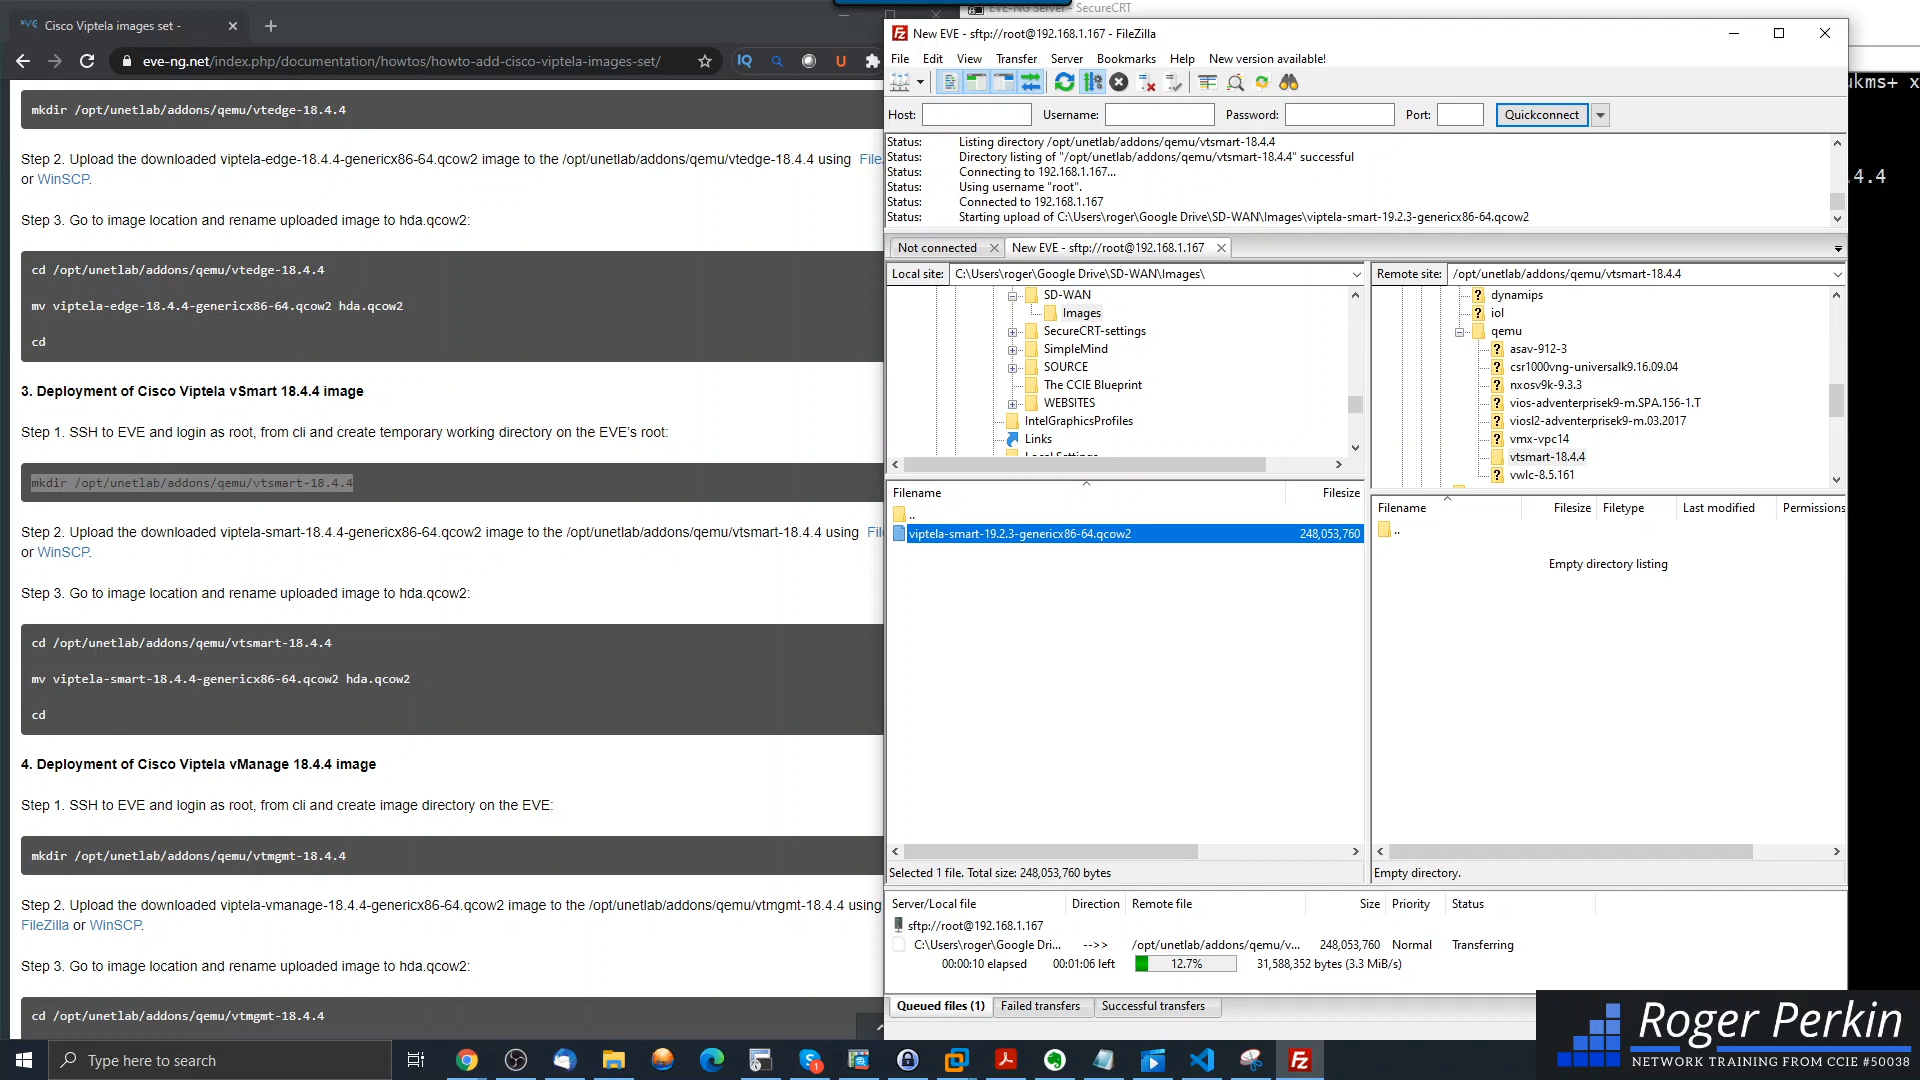 Cisco Viptela images set -
eve-ng.net/index.php/documentation/howtos/howto-add-cisco-viptela-images-set/
IQ
U
mkdir /opt/unetlab/addons/qemu/vtedge-18.4.4
Step 2. Upload the downloaded viptela-edge-18.4.4-genericx86-64.qcow2 image to the /opt/unetlab/addons/qemu/vtedge-18.4.4 using File
or WinSCP.
Step 3. Go to image location and rename uploaded image to hda.qcow2:
cd /opt/unetlab/addons/qemu/vtedge-18.4.4
mv viptela-edge-18.4.4-genericx86-64.qcow2 hda.qcow2
cd
3. Deployment of Cisco Viptela vSmart 18.4.4 image
Step 1. SSH to EVE and login as root, from cli and create temporary working directory on the EVE's root:
mkdir /opt/unetlab/addons/qemu/vtsmart-18.4.4
Step 2. Upload the downloaded viptela-smart-18.4.4-genericx86-64.qcow2 image to the /opt/unetlab/addons/qemu/vtsmart-18.4.4 using Fil
or WinSCP.
Step 3. Go to image location and rename uploaded image to hda.qcow2:
cd /opt/unetlab/addons/qemu/vtsmart-18.4.4
mv viptela-smart-18.4.4-genericx86-64.qcow2 hda.qcow2
cd
4. Deployment of Cisco Viptela vManage 18.4.4 image
Step 1. SSH to EVE and login as root, from cli and create image directory on the EVE:
mkdir /opt/unetlab/addons/qemu/vtmgmt-18.4.4
Step 2. Upload the downloaded viptela-vmanage-18.4.4-genericx86-64.qcow2 image to the /opt/unetlab/addons/qemu/vtmgmt-18.4.4 using
FileZilla or WinSCP.
Step 3. Go to image location and rename uploaded image to hda.qcow2:
cd /opt/unetlab/addons/qemu/vtmgmt-18.4.4
EVE-NG Server - SecureCRT
ukms+ x
.4.4
New EVE - sftp://root@192.168.1.167 - FileZilla
File Edit View Transfer Server Bookmarks Help New version available!
Host: Username: Password: Port: Quickconnect
Status: Listing directory /opt/unetlab/addons/qemu/vtsmart-18.4.4
Status: Directory listing of "/opt/unetlab/addons/qemu/vtsmart-18.4.4" successful
Status: Connecting to 192.168.1.167...
Status: Using username "root".
Status: Connected to 192.168.1.167
Status: Starting upload of C:\Users\roger\Google Drive\SD-WAN\Images\viptela-smart-19.2.3-genericx86-64.qcow2
Not connected New EVE - sftp://root@192.168.1.167
Local site: C:\Users\roger\Google Drive\SD-WAN\Images\
SD-WAN
Images
SecureCRT-settings
SimpleMind
SOURCE
The CCIE Blueprint
WEBSITES
IntelGraphicsProfiles
Links
Local Settings
Filename Filesize
..
viptela-smart-19.2.3-genericx86-64.qcow2 248,053,760
Selected 1 file. Total size: 248,053,760 bytes
Remote site: /opt/unetlab/addons/qemu/vtsmart-18.4.4
dynamips
iol
qemu
asav-912-3
csr1000vng-universalk9.16.09.04
nxosv9k-9.3.3
vios-adventerprisek9-m.SPA.156-1.T
viosl2-adventerprisek9-m.03.2017
vmx-vpc14
vtsmart-18.4.4
vwlc-8.5.161
Filename Filesize Filetype Last modified Permissions
..
Empty directory listing
Empty directory.
Server/Local file Direction Remote file Size Priority Status
sftp://root@192.168.1.167
C:\Users\roger\Google Dri... -->> /opt/unetlab/addons/qemu/v... 248,053,760 Normal Transferring
00:00:10 elapsed 00:01:06 left 12.7% 31,588,352 bytes (3.3 MiB/s)
Queued files (1) Failed transfers Successful transfers
Roger Perkin
NETWORK TRAINING FROM CCIE #50038
Type here to search